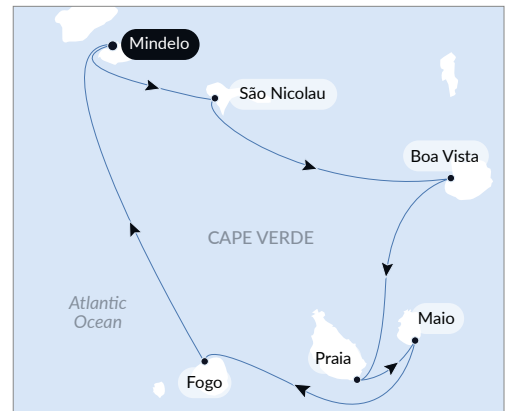 Mindelo
São Nicolau
Boa Vista
CAPE VERDE
Atlantic
Ocean
Maio
Praia
Fogo